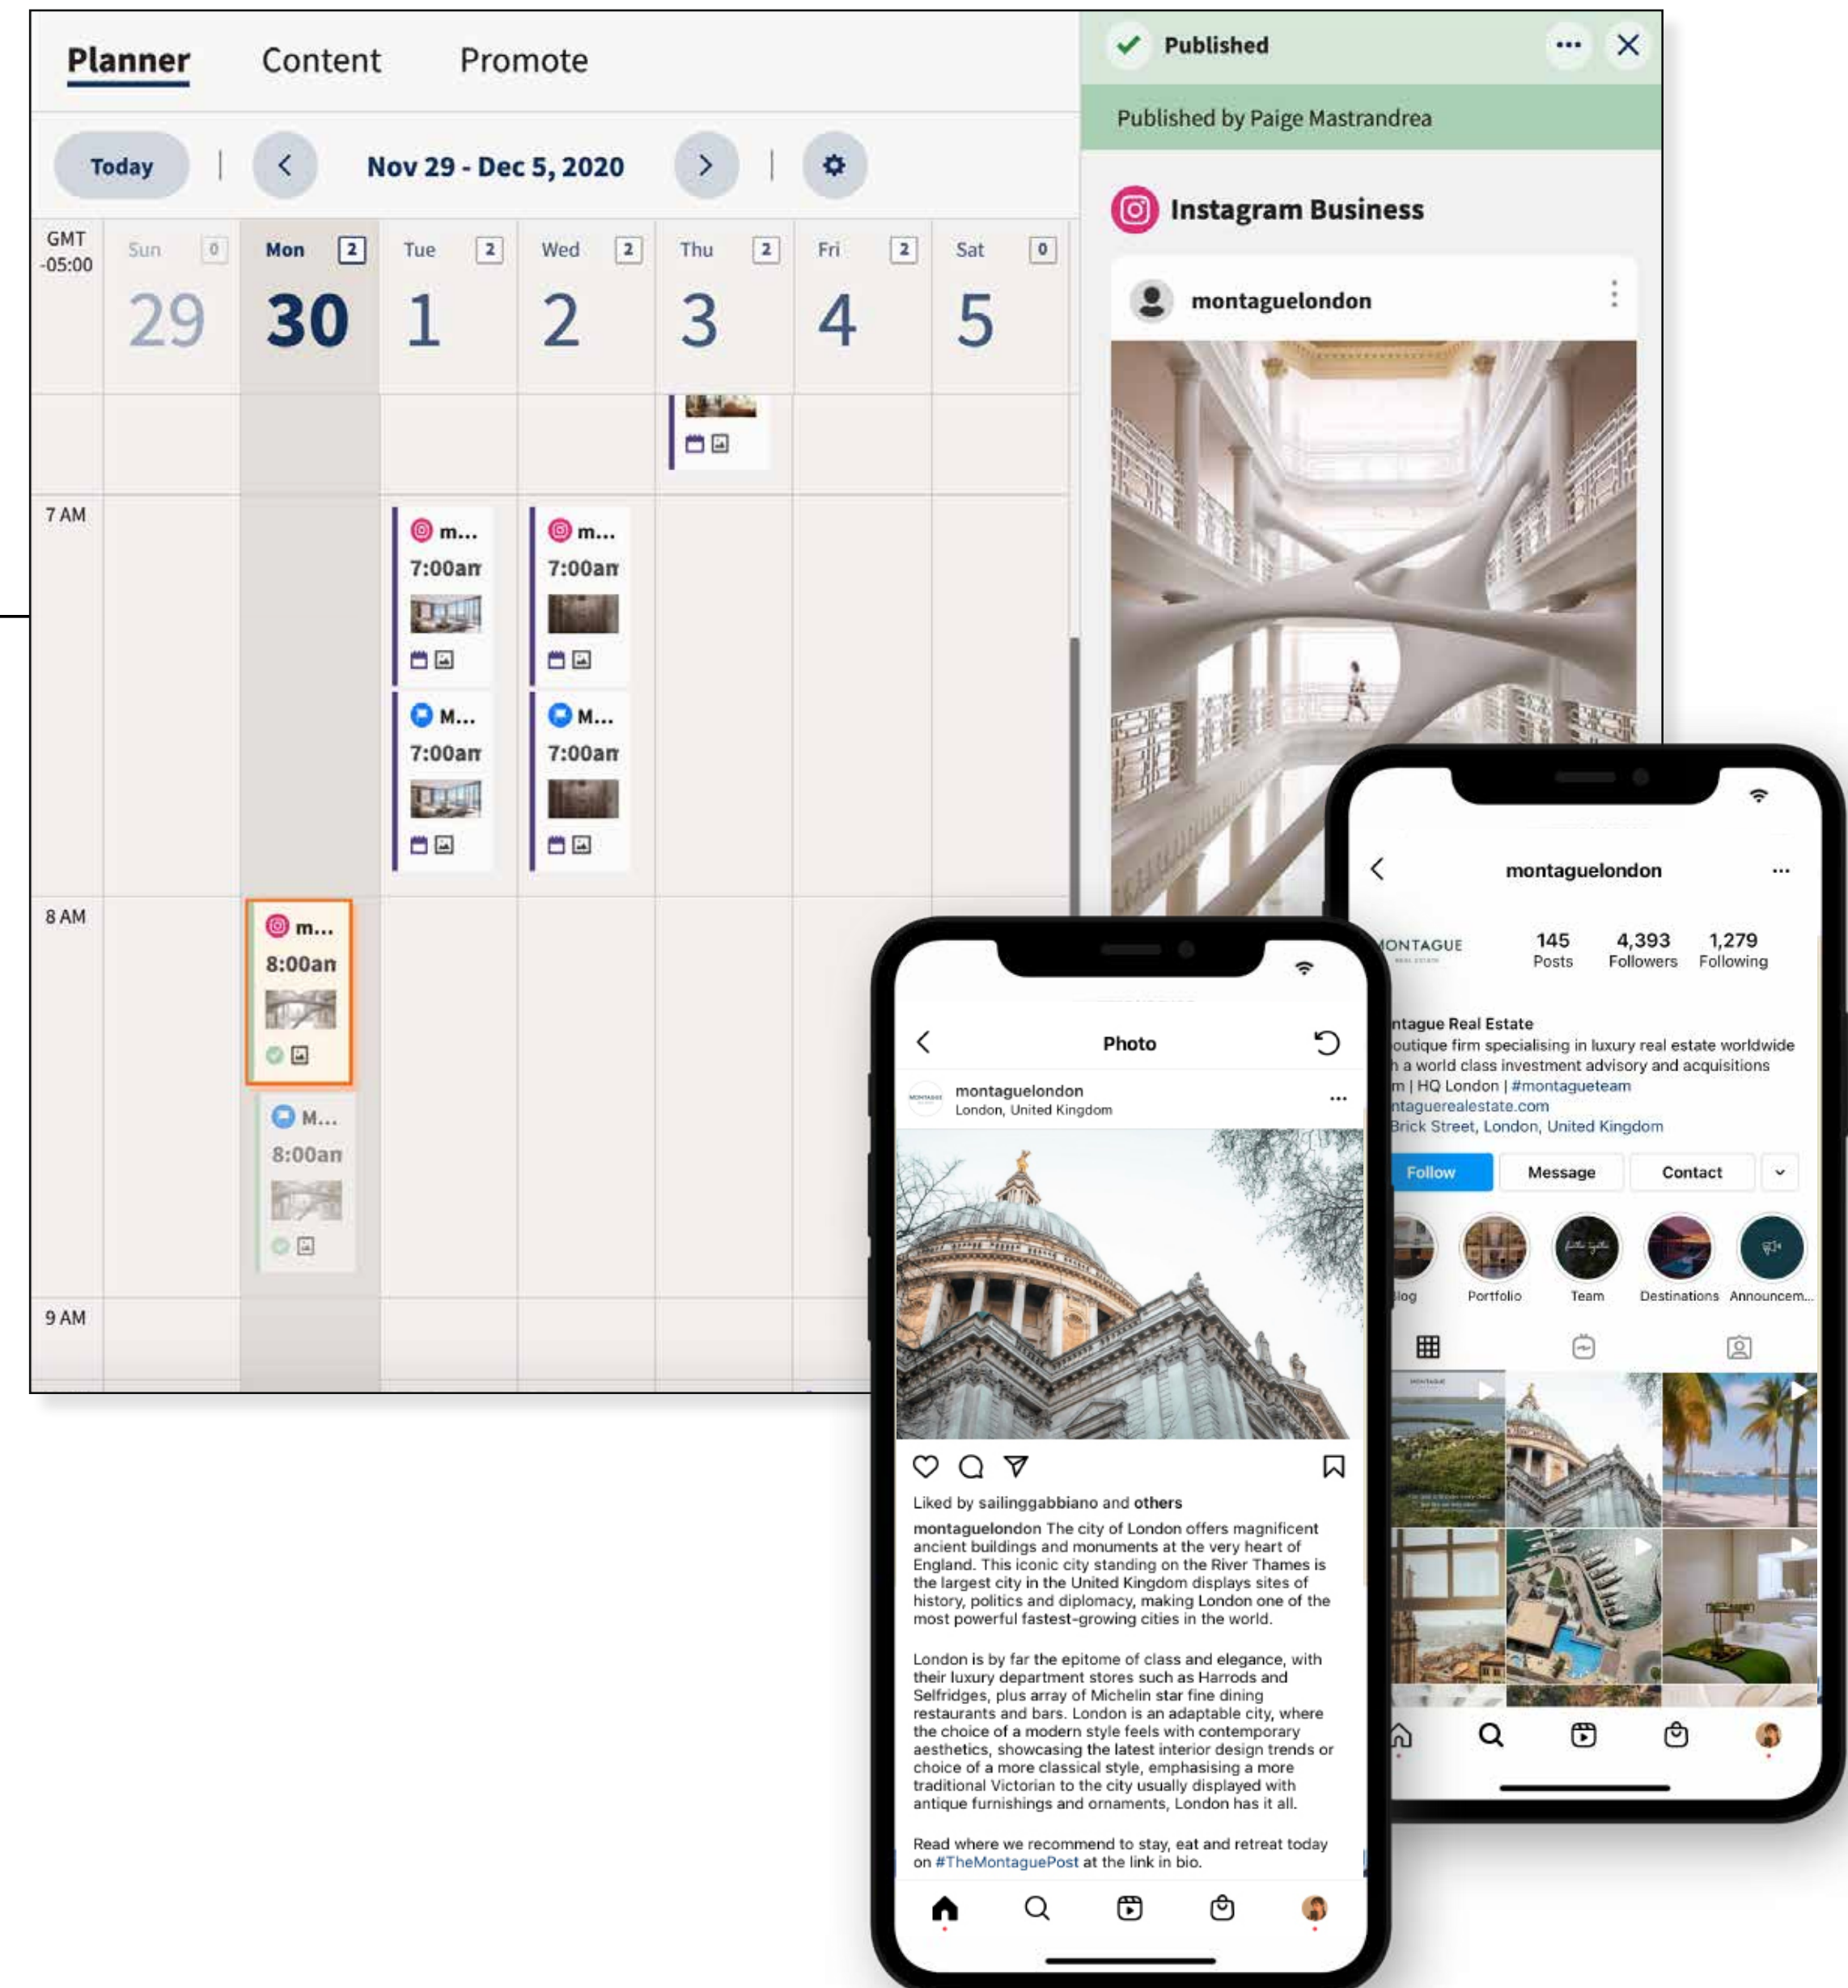 Planner Content Promote
Today
Nov 29 - Dec 5, 2020
GMT
-05:00
Sun 0 Mon 2 Tue 2 Wed 2 Thu 2 Fri 2 Sat 0
29 30 1 2 3 4 5
7 AM
m... m...
7:00am 7:00am
M... M...
7:00am 7:00am
8 AM
m...
8:00am
M...
8:00am
9 AM
Published
Published by Paige Mastrandrea
Instagram Business
montaguelondon
Photo
montaguelondon
London, United Kingdom
Liked by sailinggabbiano and others
montaguelondon The city of London offers magnificent
ancient buildings and monuments at the very heart of
England. This iconic city standing on the River Thames is
the largest city in the United Kingdom displays sites of
history, politics and diplomacy, making London one of the
most powerful fastest-growing cities in the world.
London is by far the epitome of class and elegance, with
their luxury department stores such as Harrods and
Selfridges, plus array of Michelin star fine dining
restaurants and bars. London is an adaptable city, where
the choice of a modern style feels with contemporary
aesthetics, showcasing the latest interior design trends or
choice of a more classical style, emphasising a more
traditional Victorian to the city usually displayed with
antique furnishings and ornaments, London has it all.
Read where we recommend to stay, eat and retreat today
on #TheMontaguePost at the link in bio.
montaguelondon
MONTAGUE
REAL ESTATE
145 4,393 1,279
Posts Followers Following
ntague Real Estate
outique firm specialising in luxury real estate worldwide
h a world class investment advisory and acquisitions
m | HQ London | #montagueteam
ntaguerealestate.com
Brick Street, London, United Kingdom
Follow Message Contact
log Portfolio Team Destinations Announcem...
MONTAGUE